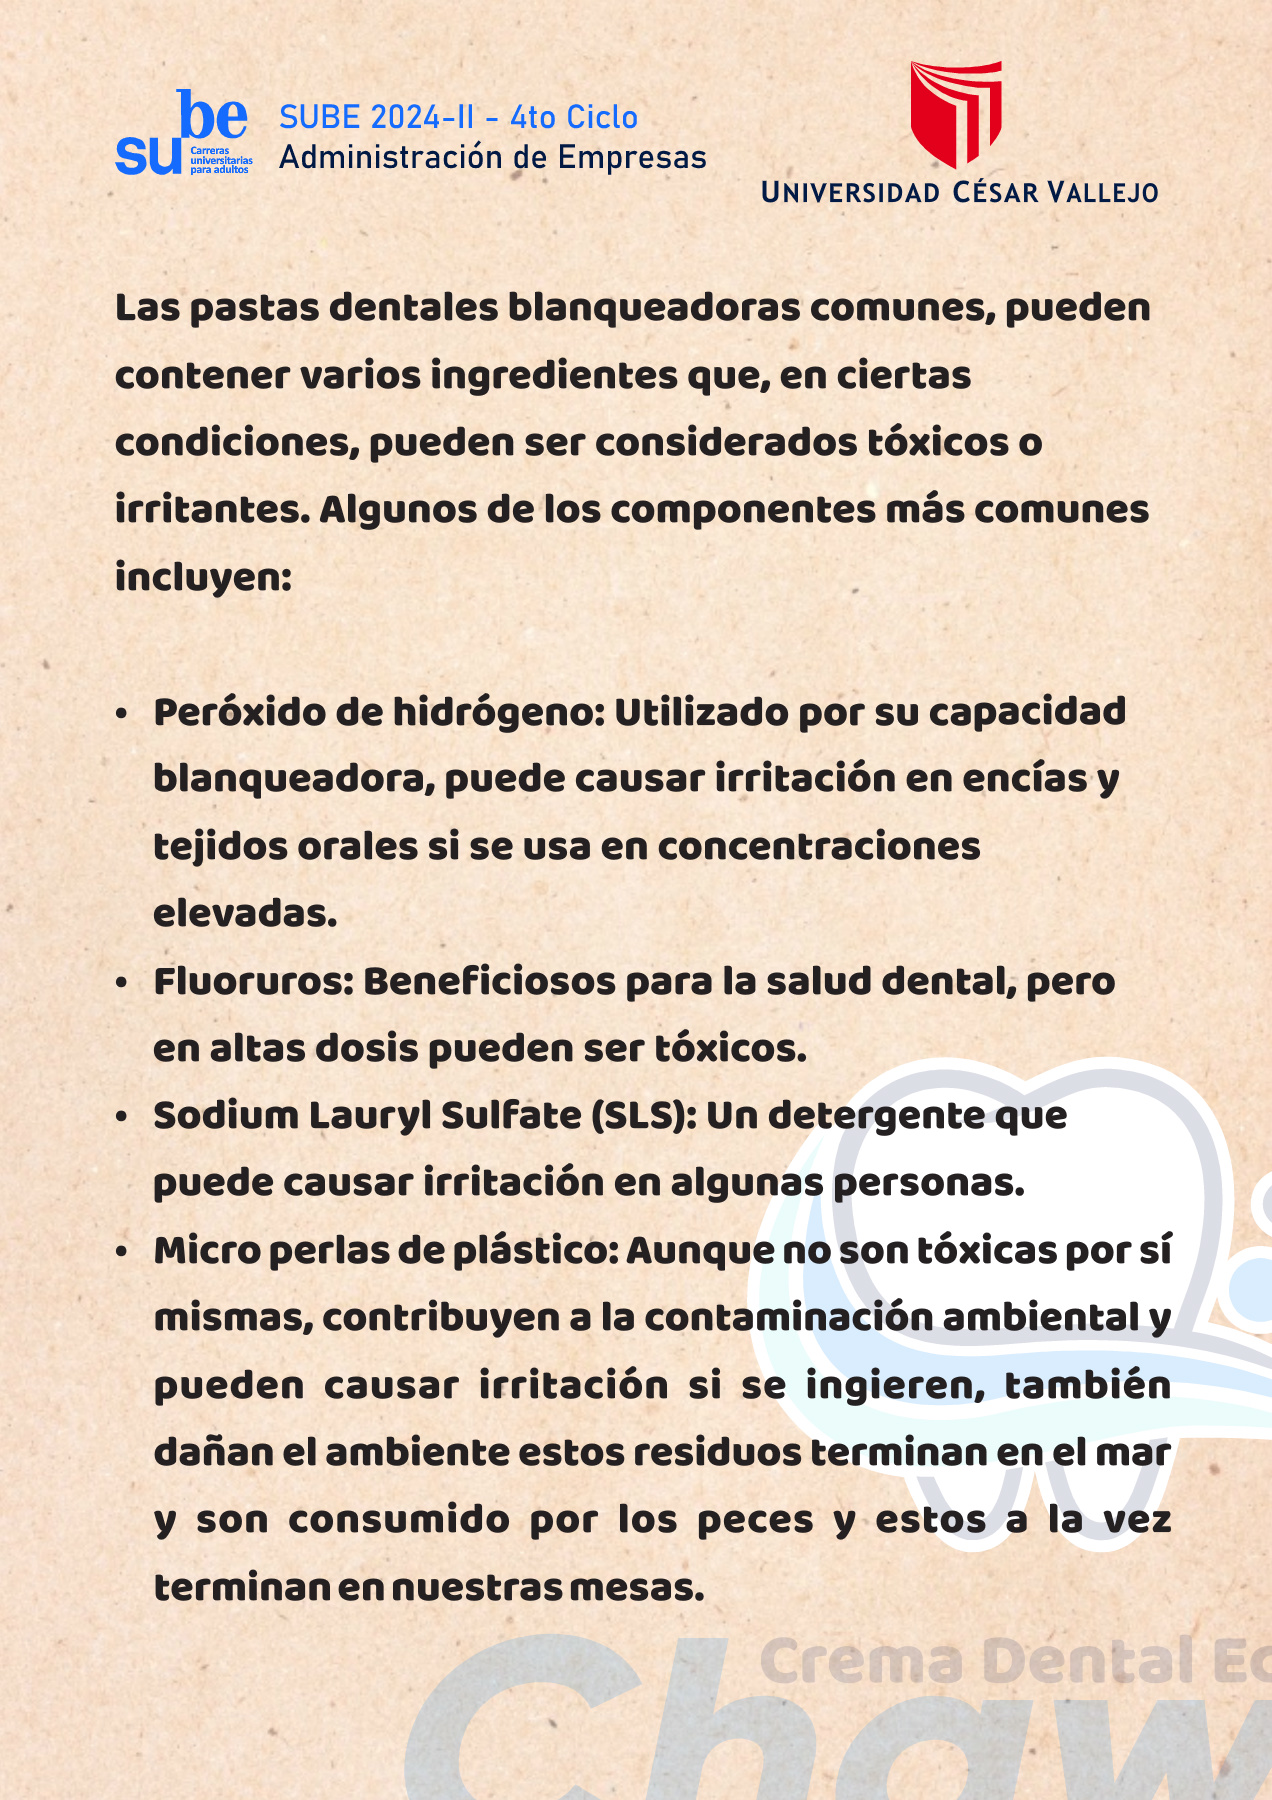 be
su
Carreras
universitarias
para adultos
SUBE 2024-II - 4to Ciclo
Administración de Empresas
UNIVERSIDAD CÉSAR VALLEJO
Las pastas dentales blanqueadoras comunes, pueden
contener varios ingredientes que, en ciertas
condiciones, pueden ser considerados tóxicos o
irritantes. Algunos de los componentes más comunes
incluyen:
• Peróxido de hidrógeno: Utilizado por su capacidad
blanqueadora, puede causar irritación en encías y
tejidos orales si se usa en concentraciones
elevadas.
• Fluoruros: Beneficiosos para la salud dental, pero
en altas dosis pueden ser tóxicos.
• Sodium Lauryl Sulfate (SLS): Un detergente que
puede causar irritación en algunas personas.
• Micro perlas de plástico: Aunque no son tóxicas por sí
mismas, contribuyen a la contaminación ambiental y
pueden causar irritación si se ingieren, también
dañan el ambiente estos residuos terminan en el mar
y son consumido por los peces y estos a la vez
terminan en nuestras mesas.
Crema Dental